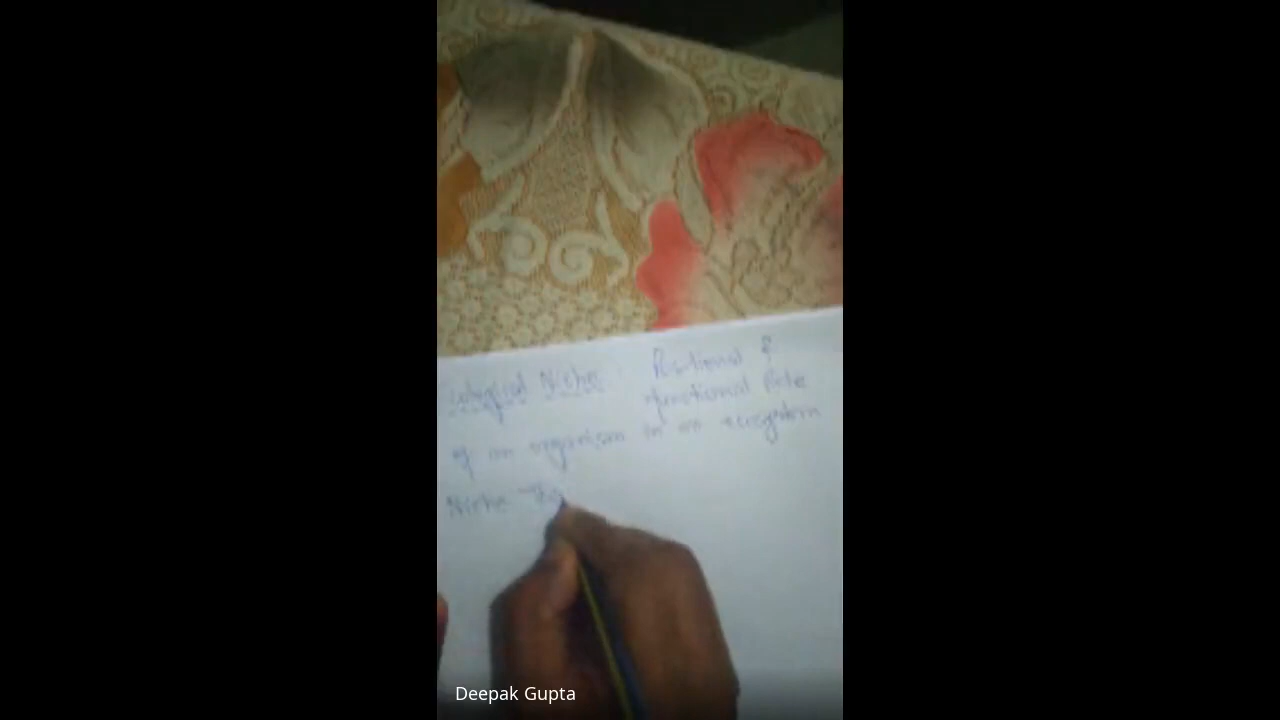 Ecological Niche Positional &
functional Role
of an organism in an ecosystem
Niche
Deepak Gupta